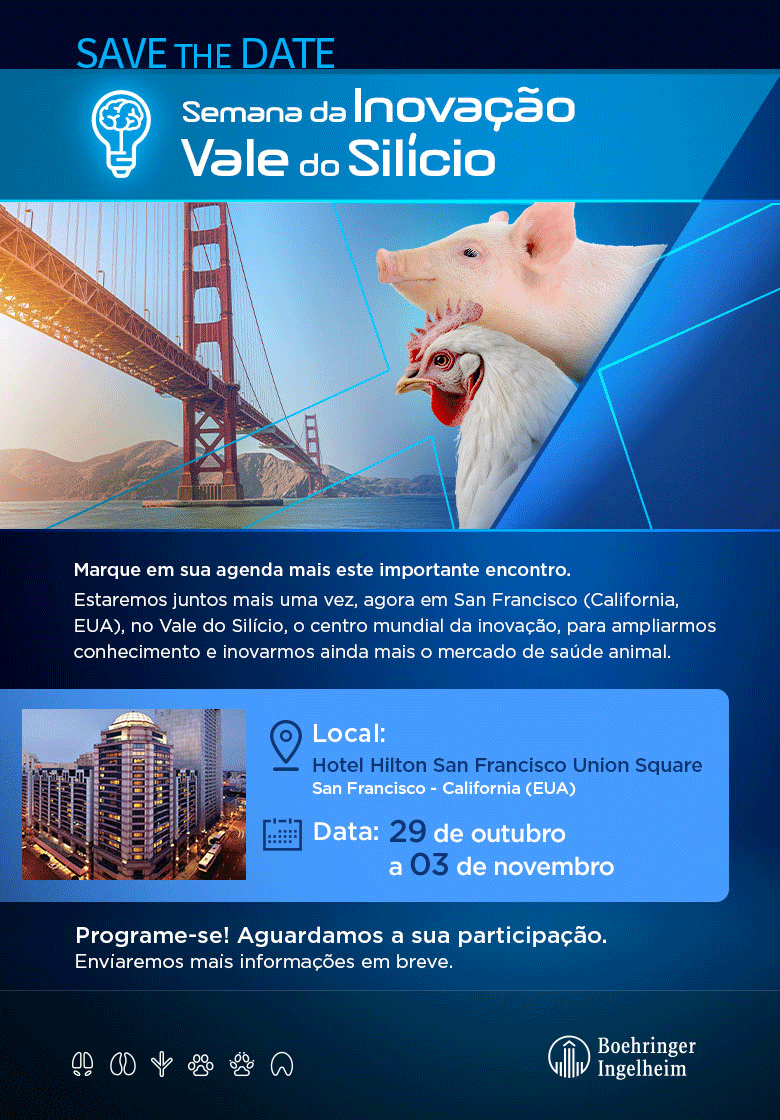 SAVE THE DATE
Semana da Inovação
Vale do Silício
Marque em sua agenda mais este importante encontro.
Estaremos juntos mais uma vez, agora em San Francisco (California,
EUA), no Vale do Silício, o centro mundial da inovação, para ampliarmos
conhecimento e inovarmos ainda mais o mercado de saúde animal.
Local:
Hotel Hilton San Francisco Union Square
San Francisco - California (EUA)
Data: 29 de outubro
a 03 de novembro
Programe-se! Aguardamos a sua participação.
Enviaremos mais informações em breve.
Boehringer
Ingelheim